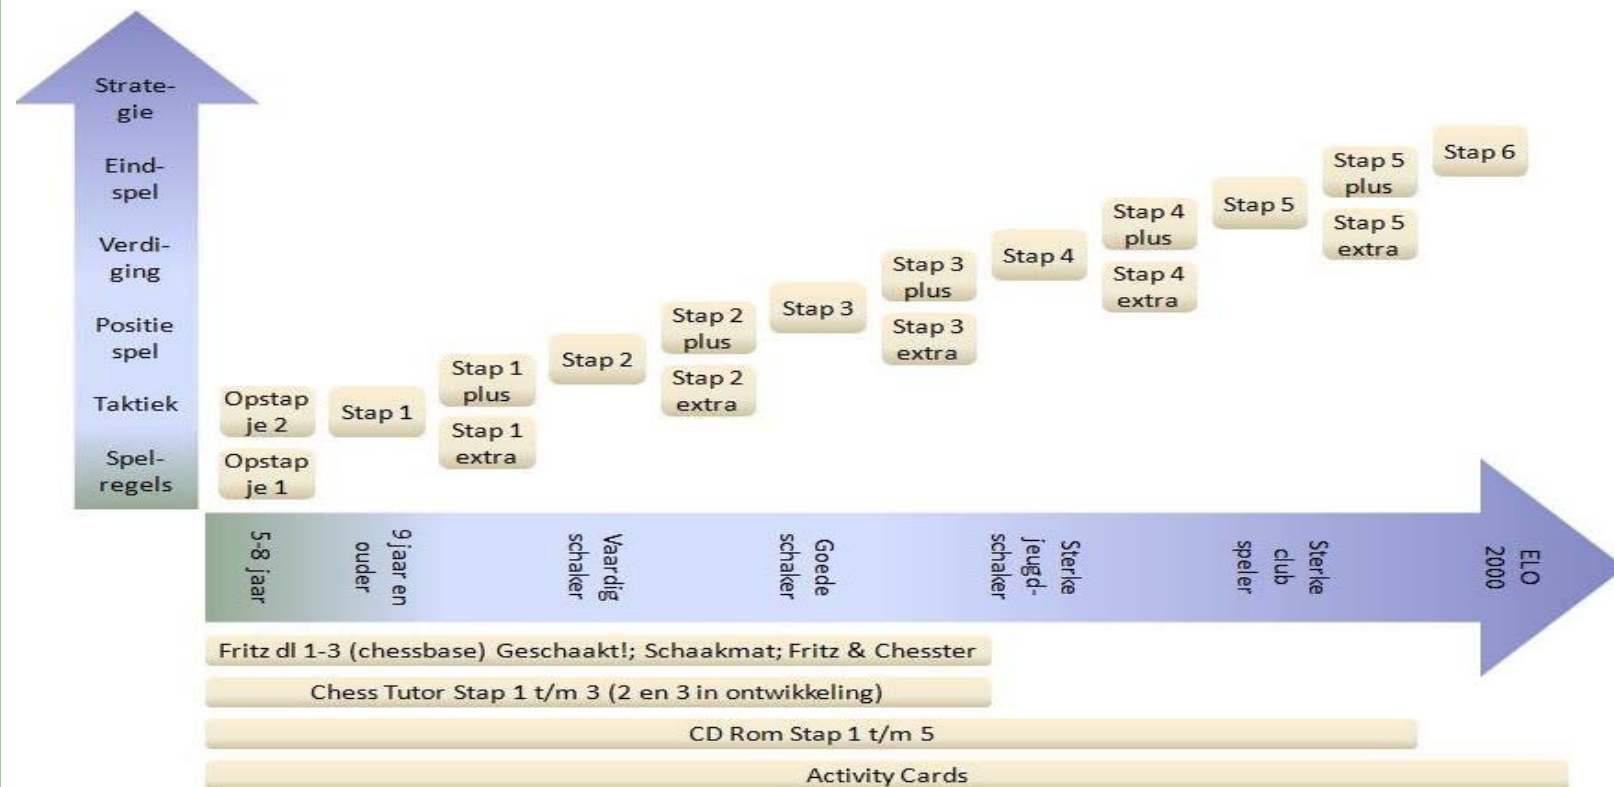 Strate-
gie
Eind-
spel
Verdi-
ging
Positie
spel
Taktiek
Spel-
regels
Opstap
je 2
Opstap
je 1
Stap 1
Stap 1
plus
Stap 1
extra
Stap 2
Stap 2
plus
Stap 2
extra
Stap 3
Stap 3
plus
Stap 3
extra
Stap 4
Stap 4
plus
Stap 4
extra
Stap 5
Stap 5
plus
Stap 5
extra
Stap 6
5-8 jaar
9 jaar en
ouder
Vaardig
schaker
Goede
schaker
Sterke
jeugd-
schaker
Sterke
club
speler
ELO
2000
Fritz dl 1-3 (chessbase) Geschaakt!; Schaakmat; Fritz & Chesster
Chess Tutor Stap 1 t/m 3 (2 en 3 in ontwikkeling)
CD Rom Stap 1 t/m 5
Activity Cards